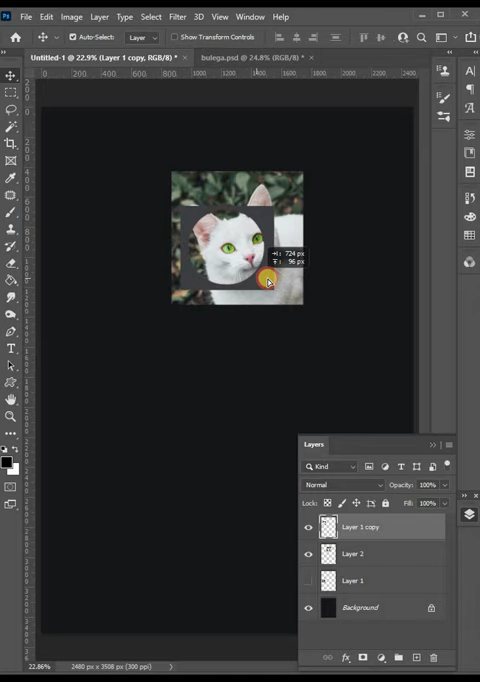 Ps File Edit Image Layer Type Select Filter 3D View Window Help
Auto-Select: Layer Show Transform Controls
Untitled-1 @ 22.9% (Layer 1 copy, RGB/8) * × bulega.psd @ 24.8% (RGB/8) * ×
0 200 400 600 800 1000 1200 1400 1600 1800 2000 2200 2400
724 px
96 px
Layers
Kind
Normal Opacity: 100%
Lock: Fill: 100%
Layer 1 copy
Layer 2
Layer 1
Background
fx
22.86% 2480 px x 3508 px (300 ppi)